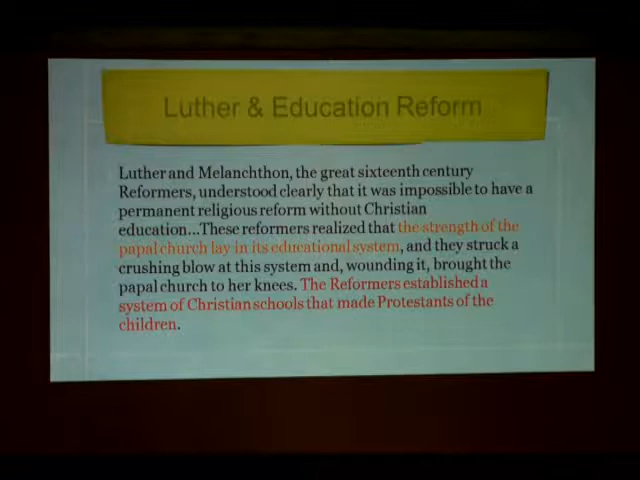 Luther & Education Reform
Luther and Melanchthon, the great sixteenth century
Reformers, understood clearly that it was impossible to have a
permanent religious reform without Christian
education...These reformers realized that the strength of the
papal church lay in its educational system, and they struck a
crushing blow at this system and, wounding it, brought the
papal church to her knees. The Reformers established a
system of Christian schools that made Protestants of the
children.